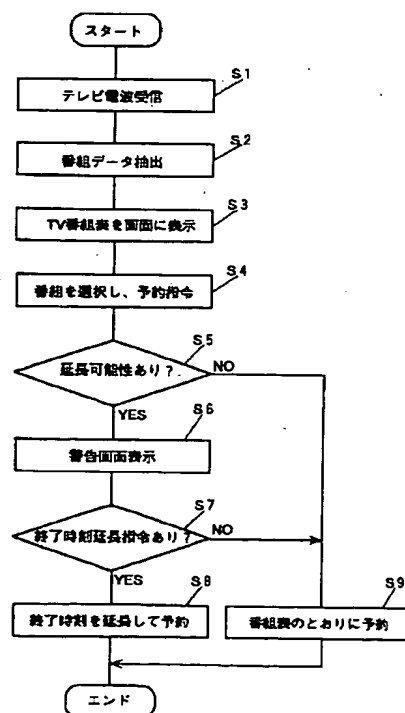 スタート
S1
テレビ電波受信
S2
番組データ抽出
S3
TV番組表を画面に表示
S4
番組を選択し、予約指令
S5
延長可能性あり？
NO
YES
S6
警告画面表示
S7
終了時刻延長指令あり？
NO
YES
S8
終了時刻を延長して予約
S9
番組表のとおりに予約
エンド